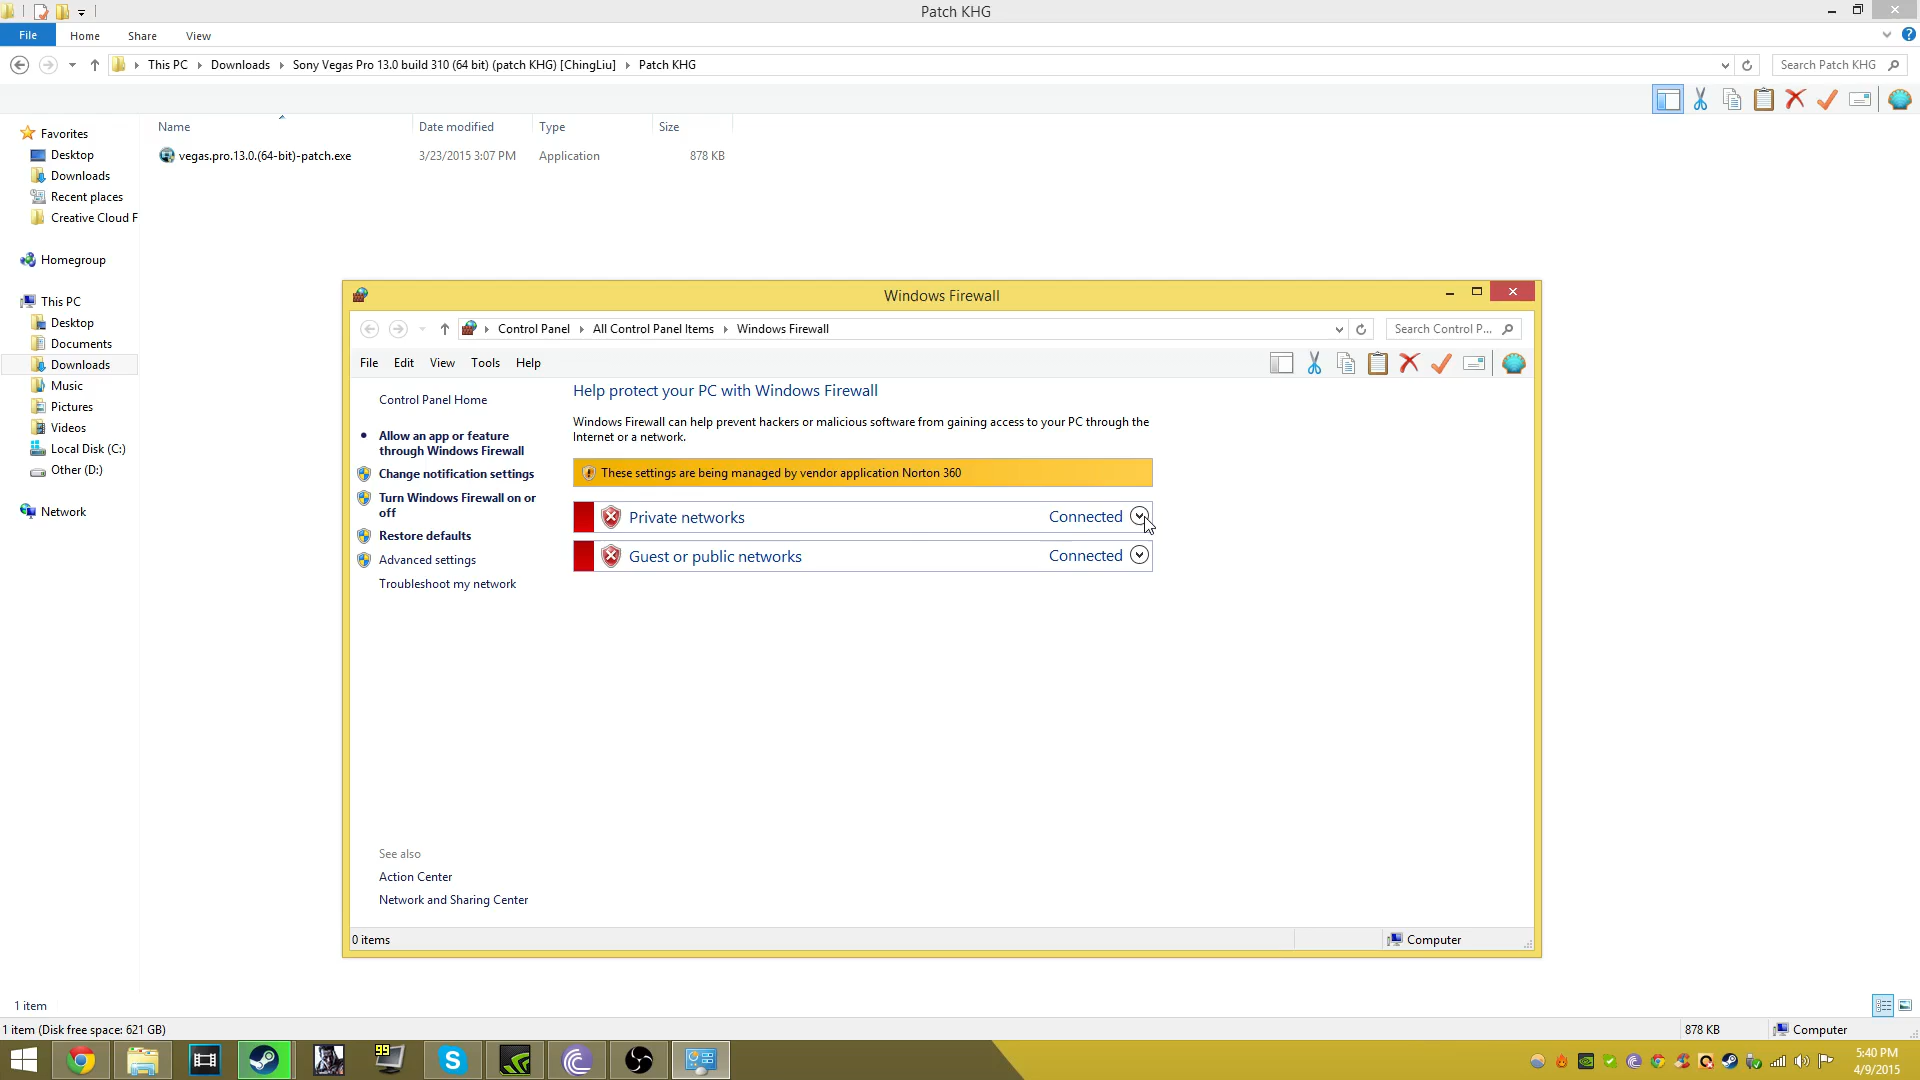 Patch KHG
File
Home
Share
View
This PC
Downloads
Sony Vegas Pro 13.0 build 310 (64 bit) (patch KHG) [ChingLiu]
Patch KHG
Search Patch KHG
Name
Date modified
Type
Size
vegas.pro.13.0.(64-bit)-patch.exe
3/23/2015 3:07 PM
Application
878 KB
Favorites
Desktop
Downloads
Recent places
Creative Cloud F
Homegroup
This PC
Desktop
Documents
Downloads
Music
Pictures
Videos
Local Disk (C:)
Other (D:)
Network
Windows Firewall
Control Panel
All Control Panel Items
Windows Firewall
Search Control P...
File
Edit
View
Tools
Help
Control Panel Home
Allow an app or feature
through Windows Firewall
Change notification settings
Turn Windows Firewall on or
off
Restore defaults
Advanced settings
Troubleshoot my network
Help protect your PC with Windows Firewall
Windows Firewall can help prevent hackers or malicious software from gaining access to your PC through the
Internet or a network.
These settings are being managed by vendor application Norton 360
Private networks
Connected
Guest or public networks
Connected
See also
Action Center
Network and Sharing Center
0 items
Computer
1 item
1 item (Disk free space: 621 GB)
878 KB
Computer
99
5:40 PM
4/9/2015